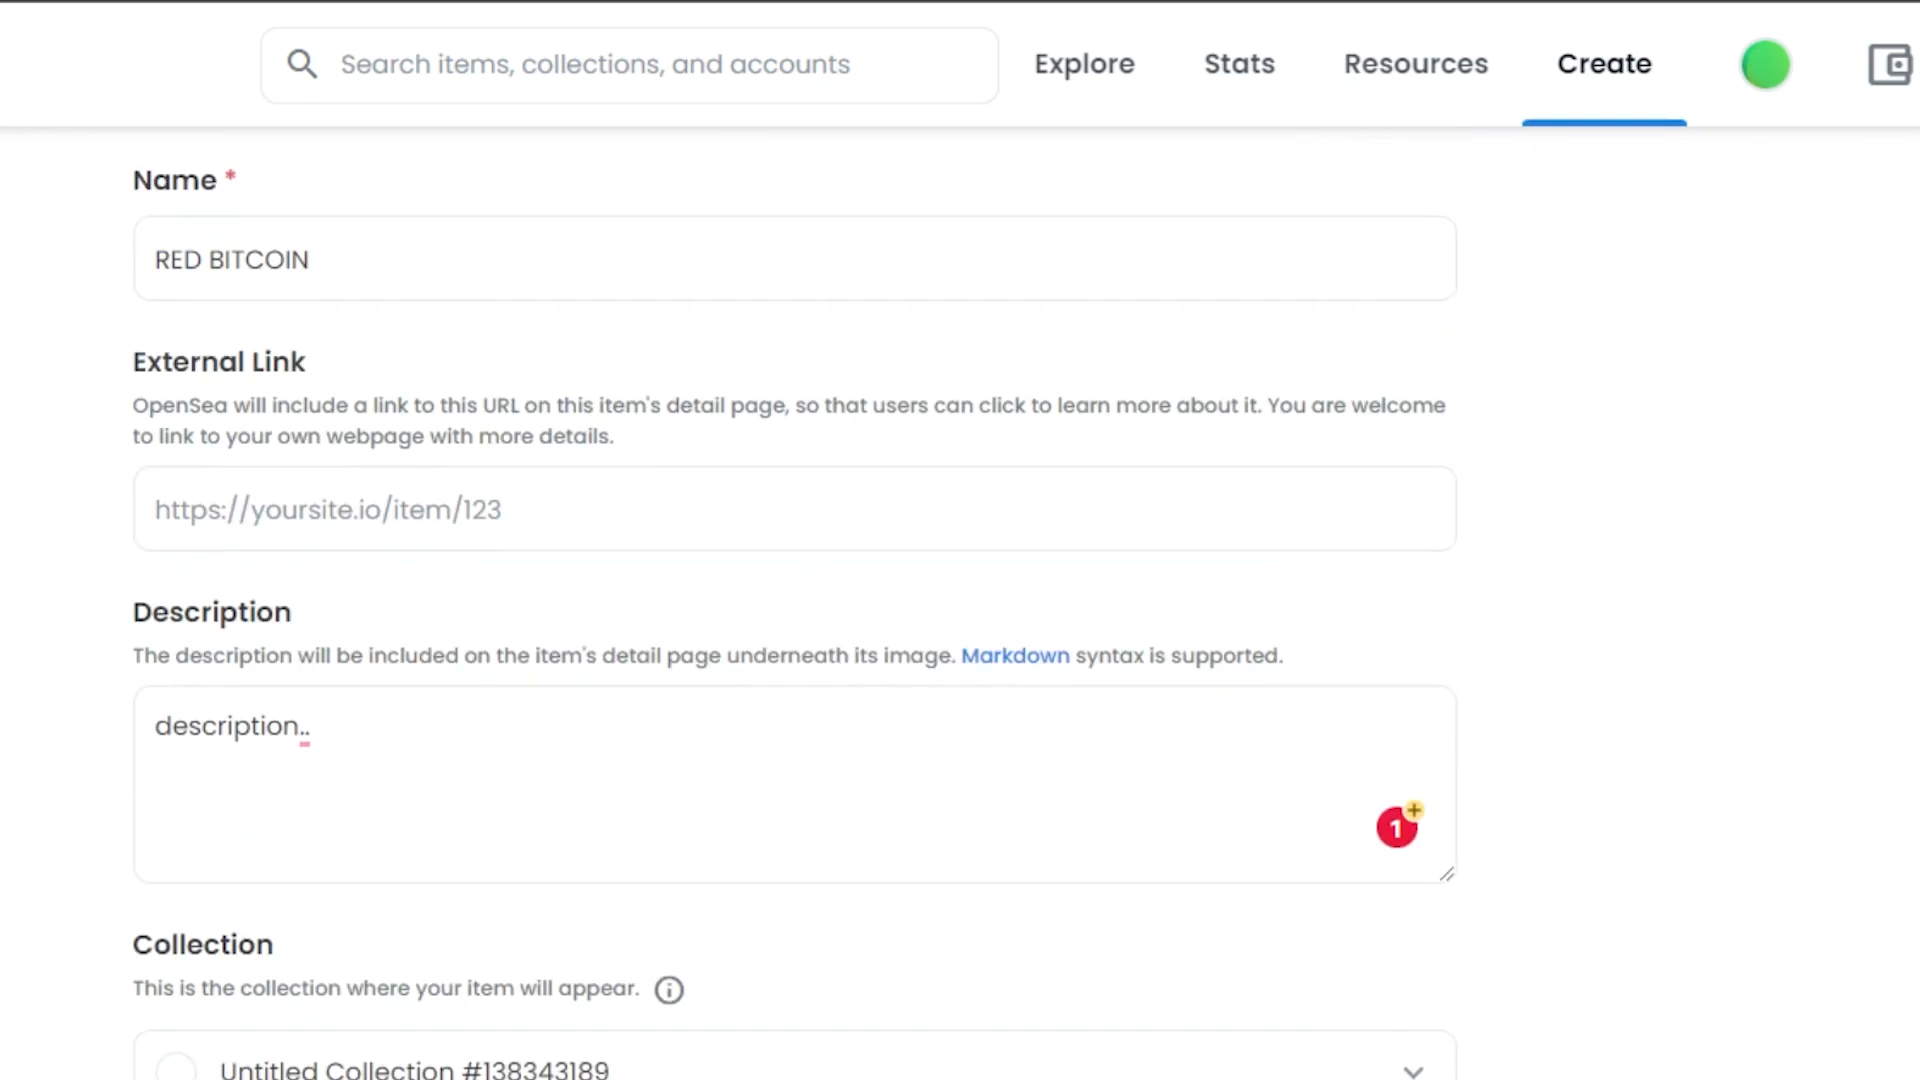 Search items, collections, and accounts
Explore
Stats
Resources
Create
Name *
RED BITCOIN
External Link
OpenSea will include a link to this URL on this item's detail page, so that users can click to learn more about it. You are welcome
to link to your own webpage with more details.
https://yoursite.io/item/123
Description
The description will be included on the item's detail page underneath its image. Markdown syntax is supported.
description..
1
Collection
This is the collection where your item will appear.
Untitled Collection #138343189